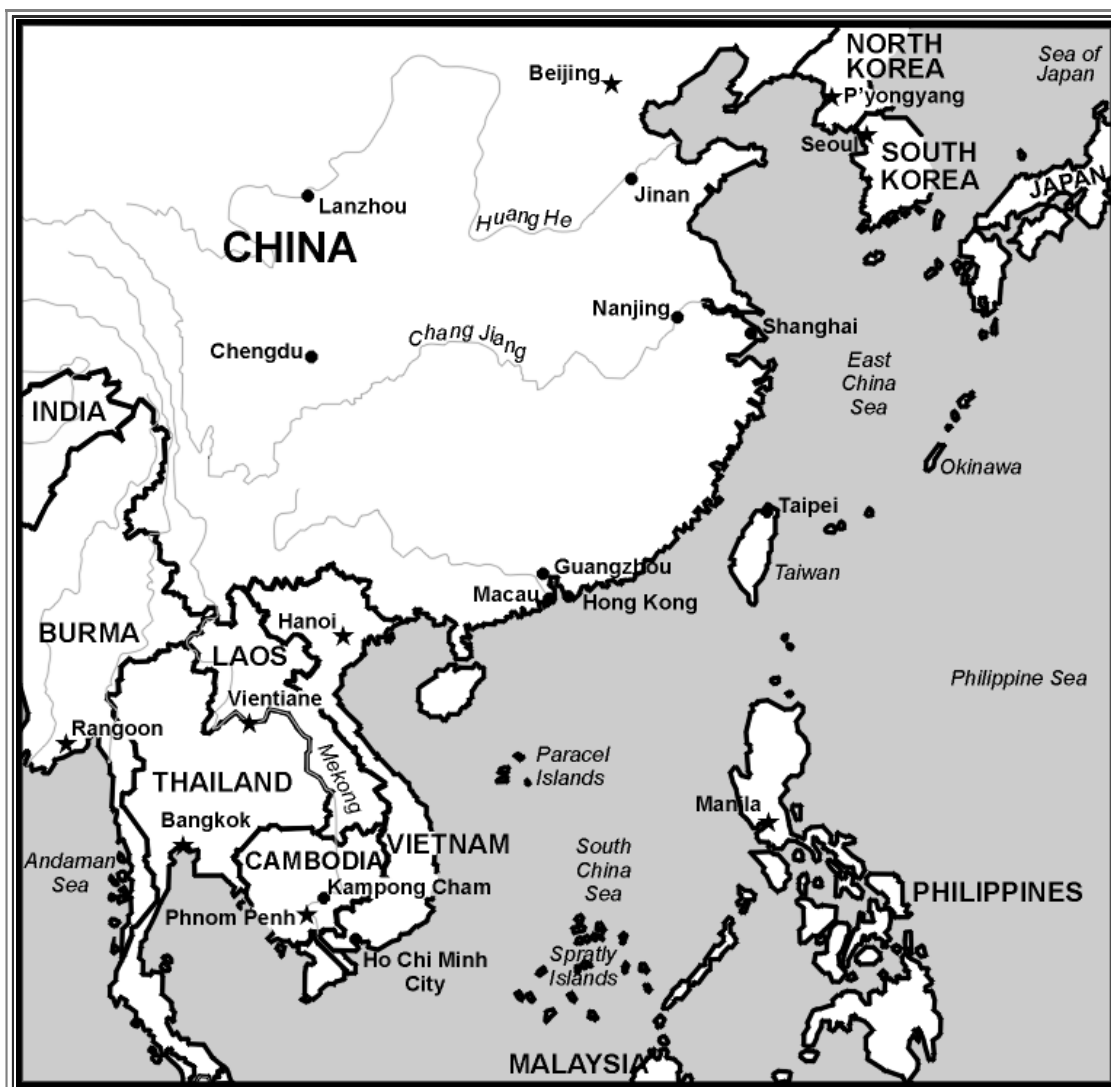 NORTH
KOREA
Sea of
Japan
Beijing
P'yongyang
Seoul
SOUTH
KOREA
JAPAN
Lanzhou
Jinan
Huang He
CHINA
Nanjing
Shanghai
Chang Jiang
Chengdu
East
China
Sea
INDIA
Okinawa
Taipei
Guangzhou
Taiwan
Macau
Hong Kong
Hanoi
BURMA
LAOS
Vientiane
Philippine Sea
Rangoon
Mekong
Paracel
Islands
THAILAND
Manila
Bangkok
VIETNAM
Andaman
Sea
CAMBODIA
South
China
Sea
Kampong Cham
PHILIPPINES
Phnom Penh
Ho Chi Minh
City
Spratly
Islands
MALAYSIA